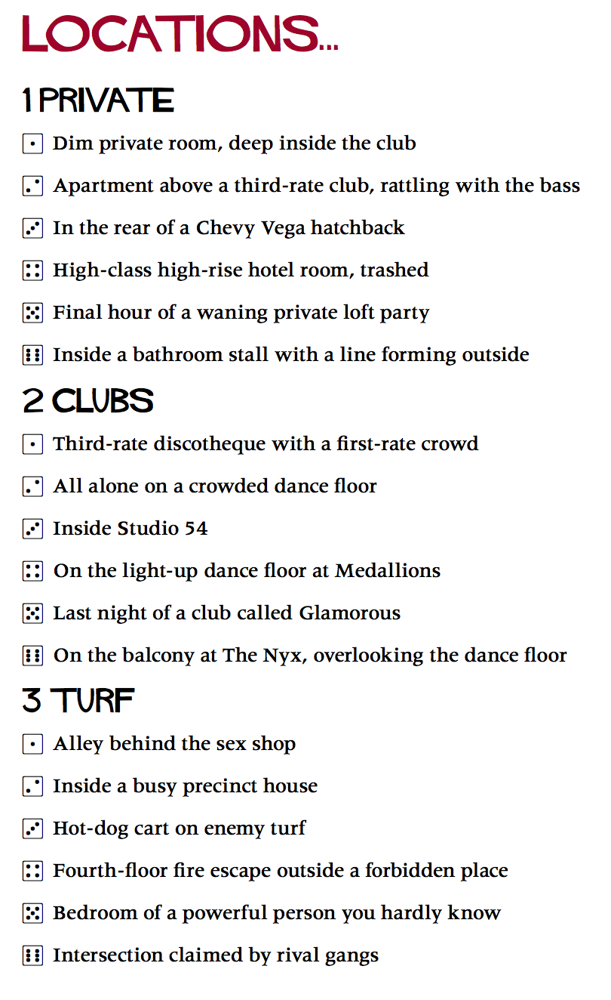 LOCATIONS...
1 PRIVATE
Dim private room, deep inside the club
Apartment above a third-rate club, rattling with the bass
In the rear of a Chevy Vega hatchback
High-class high-rise hotel room, trashed
Final hour of a waning private loft party
Inside a bathroom stall with a line forming outside
2 CLUBS
Third-rate discotheque with a first-rate crowd
All alone on a crowded dance floor
Inside Studio 54
On the light-up dance floor at Medallions
Last night of a club called Glamorous
On the balcony at The Nyx, overlooking the dance floor
3 TURF
Alley behind the sex shop
Inside a busy precinct house
Hot-dog cart on enemy turf
Fourth-floor fire escape outside a forbidden place
Bedroom of a powerful person you hardly know
Intersection claimed by rival gangs